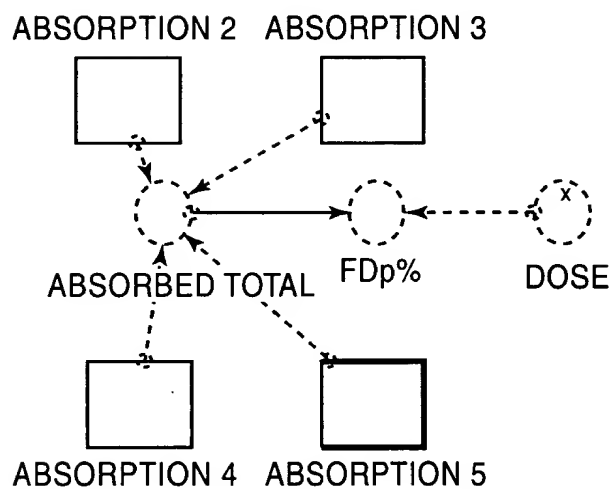 ABSORPTION 2 ABSORPTION 3
x
FDp%
DOSE
ABSORBED TOTAL
ABSORPTION 4 ABSORPTION 5